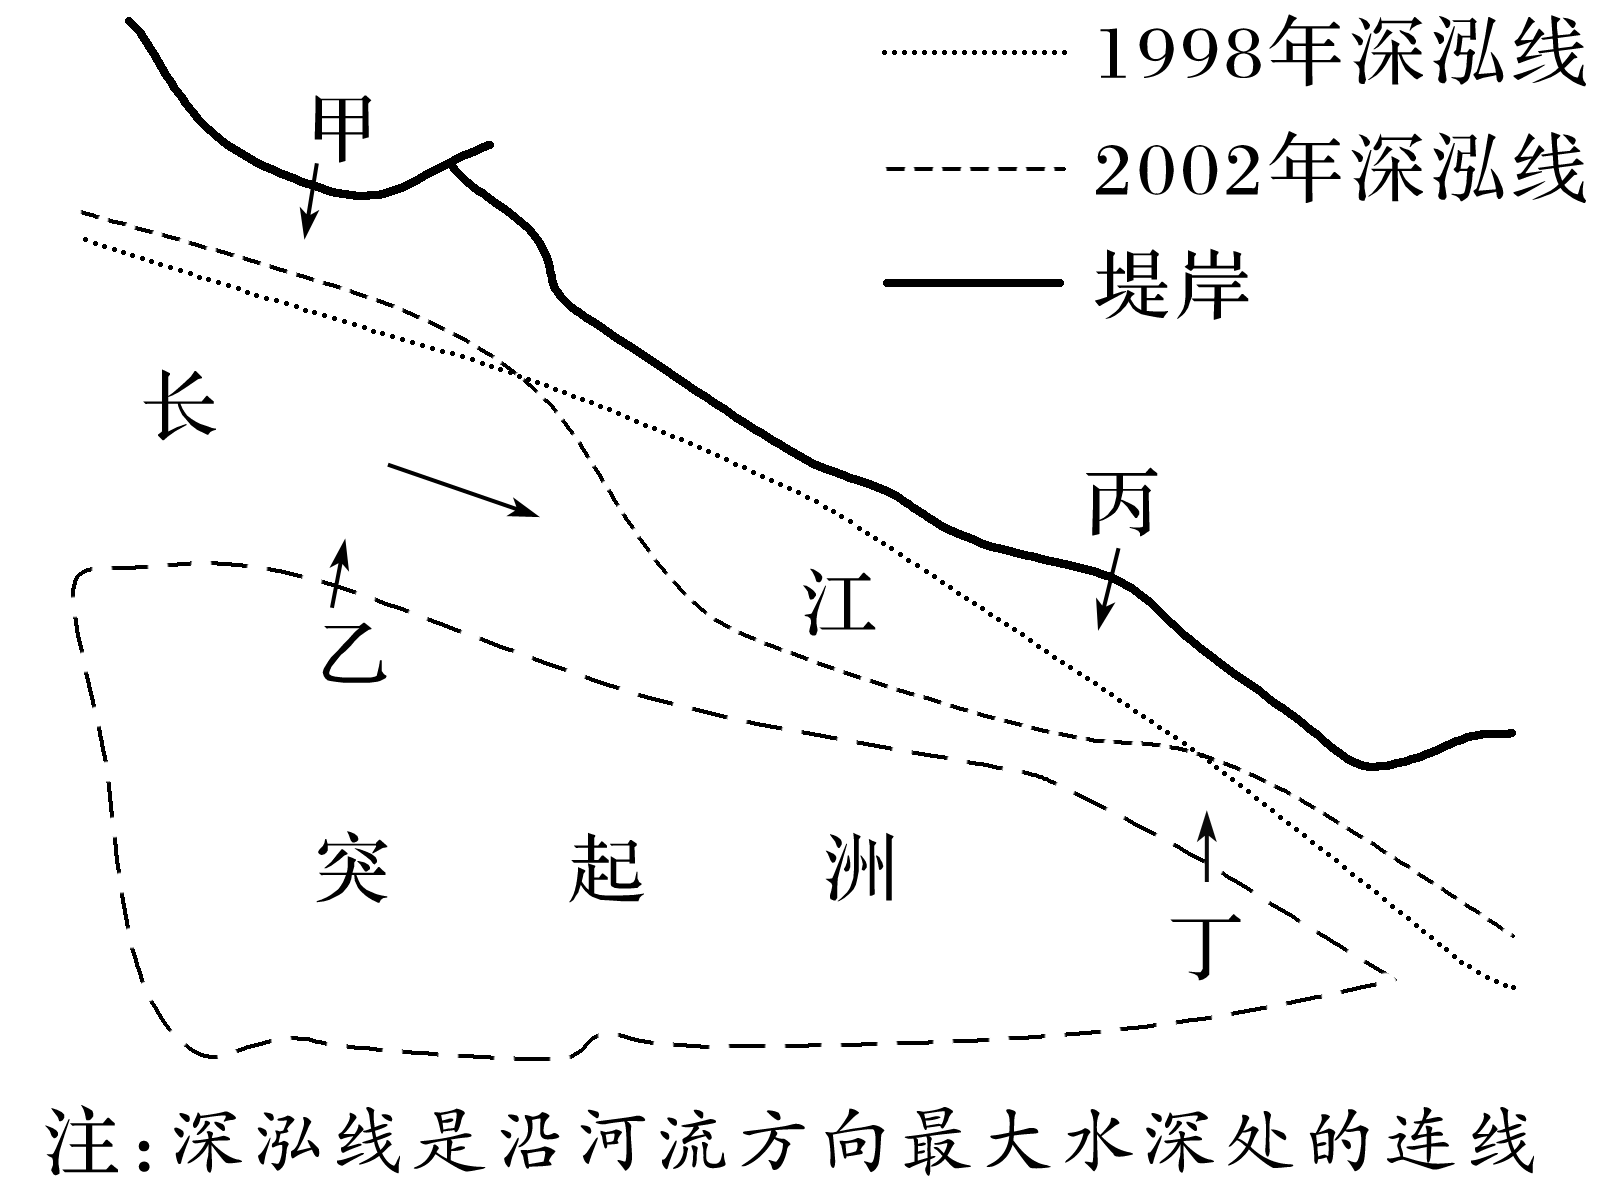 1998年深泓线
甲
2002年深泓线
堤岸
长
丙
江
乙
突起洲
丁
注:深泓线是沿河流方向最大水深处的连线